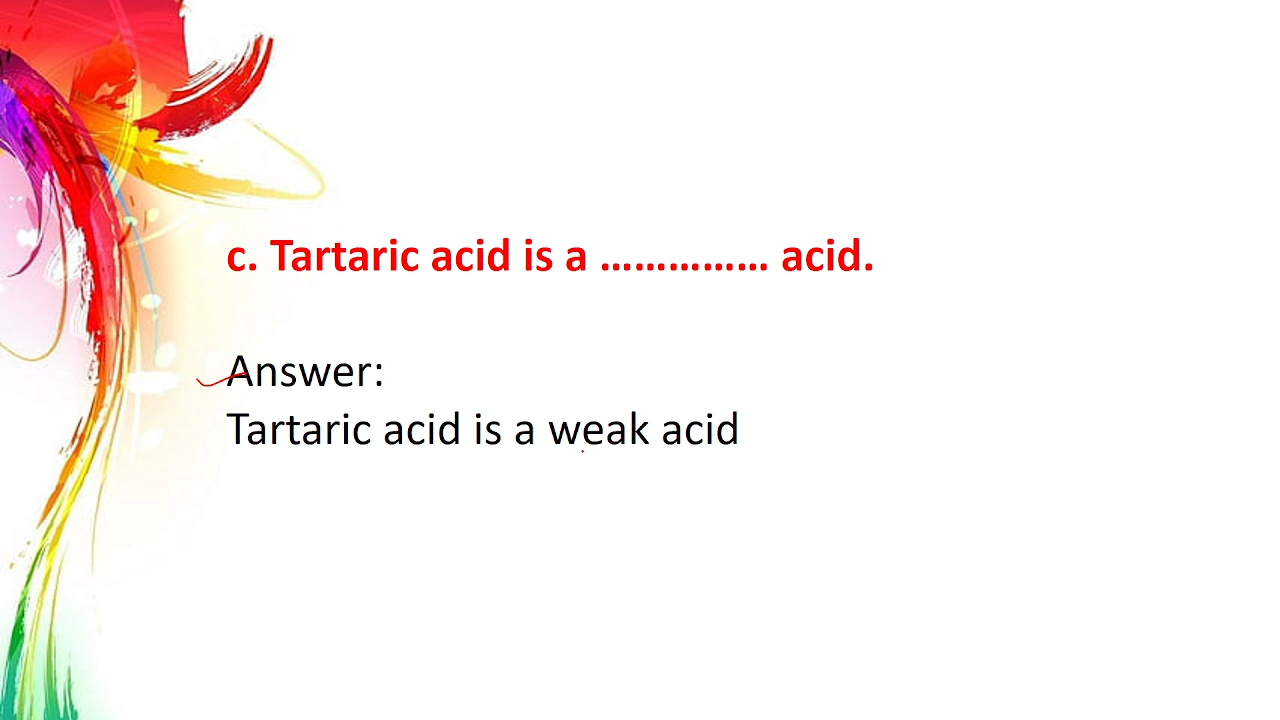 c. Tartaric acid is a …………… acid.
Answer:
Tartaric acid is a weak acid